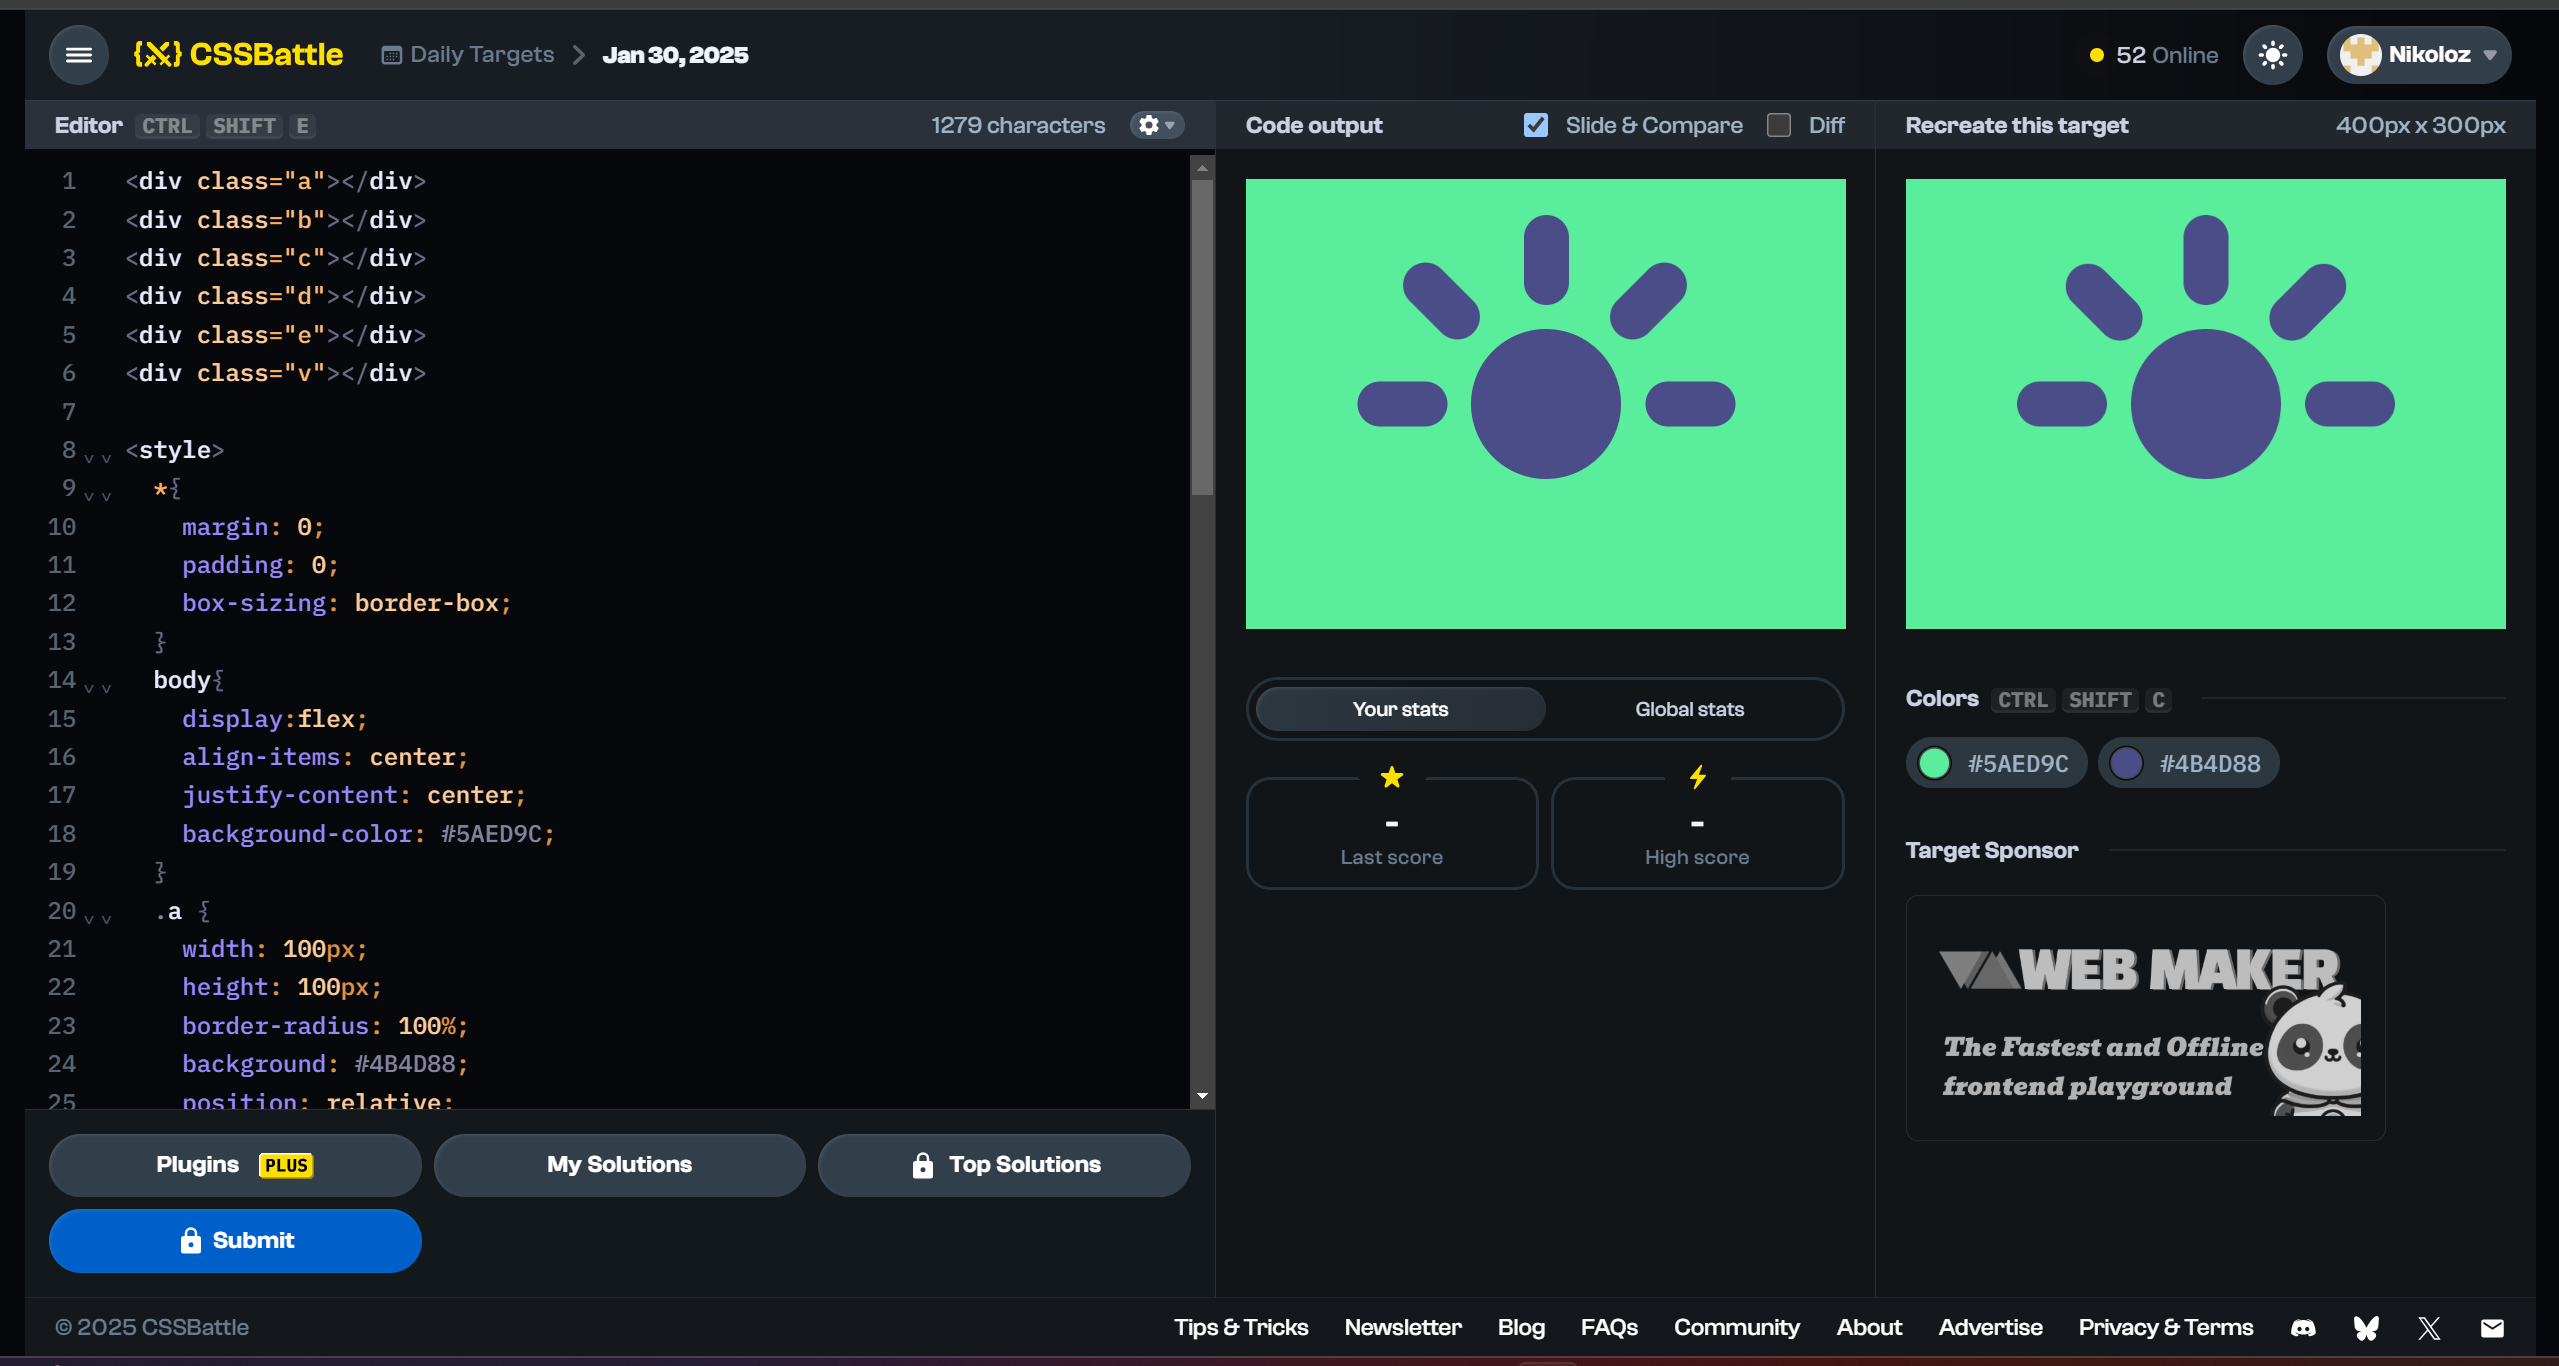 {X} CSSBattle Daily Targets Jan 30, 2025 52 Online Nikoloz
Editor CTRL SHIFT E 1279 characters
1 <div class="a"></div>
2 <div class="b"></div>
3 <div class="c"></div>
4 <div class="d"></div>
5 <div class="e"></div>
6 <div class="v"></div>
7
8 <style>
9 *{
10 margin: 0;
11 padding: 0;
12 box-sizing: border-box;
13 }
14 body{
15 display:flex;
16 align-items: center;
17 justify-content: center;
18 background-color: #5AED9C;
19 }
20 .a {
21 width: 100px;
22 height: 100px;
23 border-radius: 100%;
24 background: #4B4D88;
25 position: relative;
Plugins PLUS
My Solutions
Top Solutions
Submit
Code output Slide & Compare Diff
Your stats Global stats
-
Last score
-
High score
Recreate this target 400px x 300px
Colors CTRL SHIFT C
#5AED9C #4B4D88
Target Sponsor
WEB MAKER
The Fastest and Offline
frontend playground
© 2025 CSSBattle
Tips & Tricks Newsletter Blog FAQs Community About Advertise Privacy & Terms